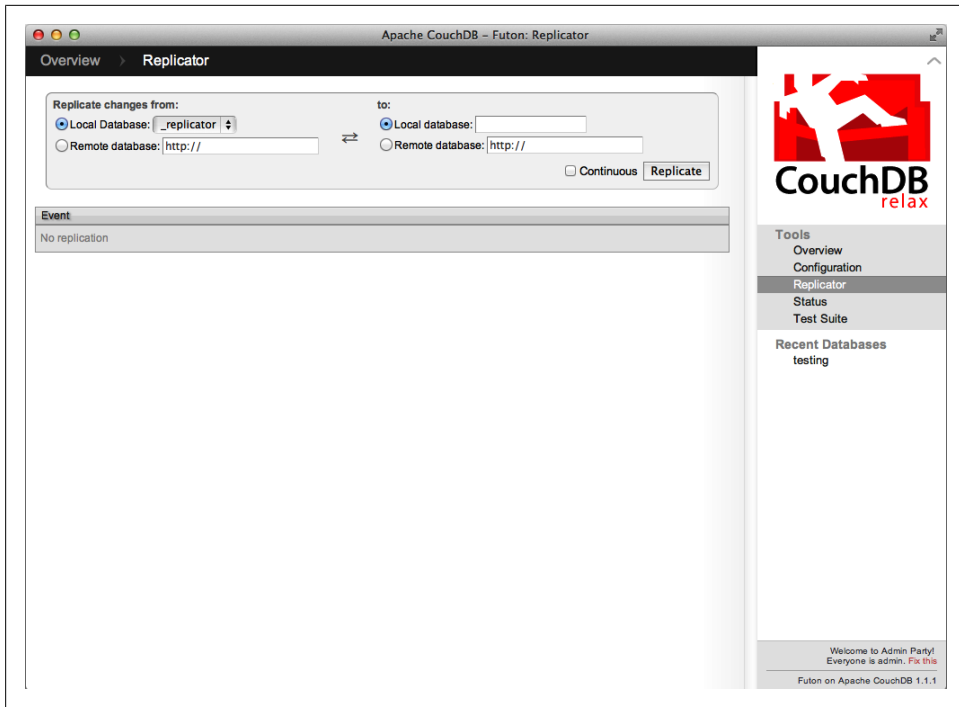 Apache CouchDB – Futon: Replicator
Overview
Replicator
Replicate changes from:
Local Database: _replicator
Remote database: http://
to:
Local database:
Remote database: http://
Continuous Replicate
Event
No replication
CouchDB
relax
Tools
Overview
Configuration
Replicator
Status
Test Suite
Recent Databases
testing
Welcome to Admin Party!
Everyone is admin. Fix this
Futon on Apache CouchDB 1.1.1